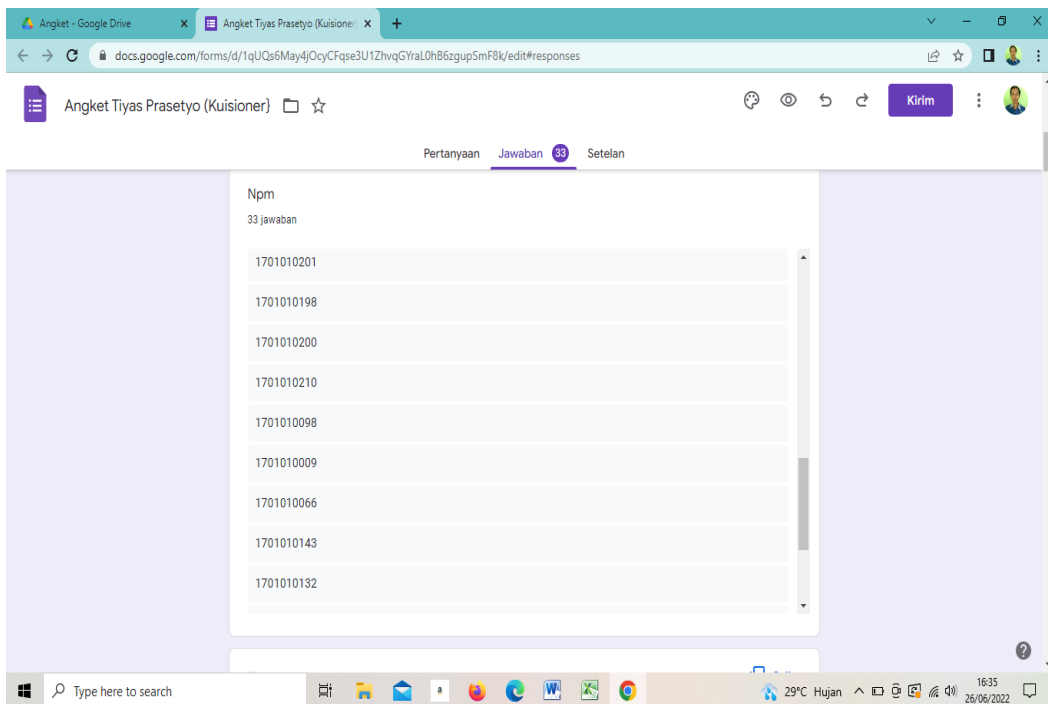 Angket - Google Drive
Angket Tiyas Prasetyo (Kuisioner)
docs.google.com/forms/d/1qUQs6May4jOcyCFqse3U1ZhvqGYraL0hB6zgupSmF8k/edit#responses
Angket Tiyas Prasetyo (Kuisioner}
Kirim
Pertanyaan Jawaban 33 Setelan
Npm
33 jawaban
1701010201
1701010198
1701010200
1701010210
1701010098
1701010009
1701010066
1701010143
1701010132
Type here to search
29°C Hujan
16:35
26/06/2022